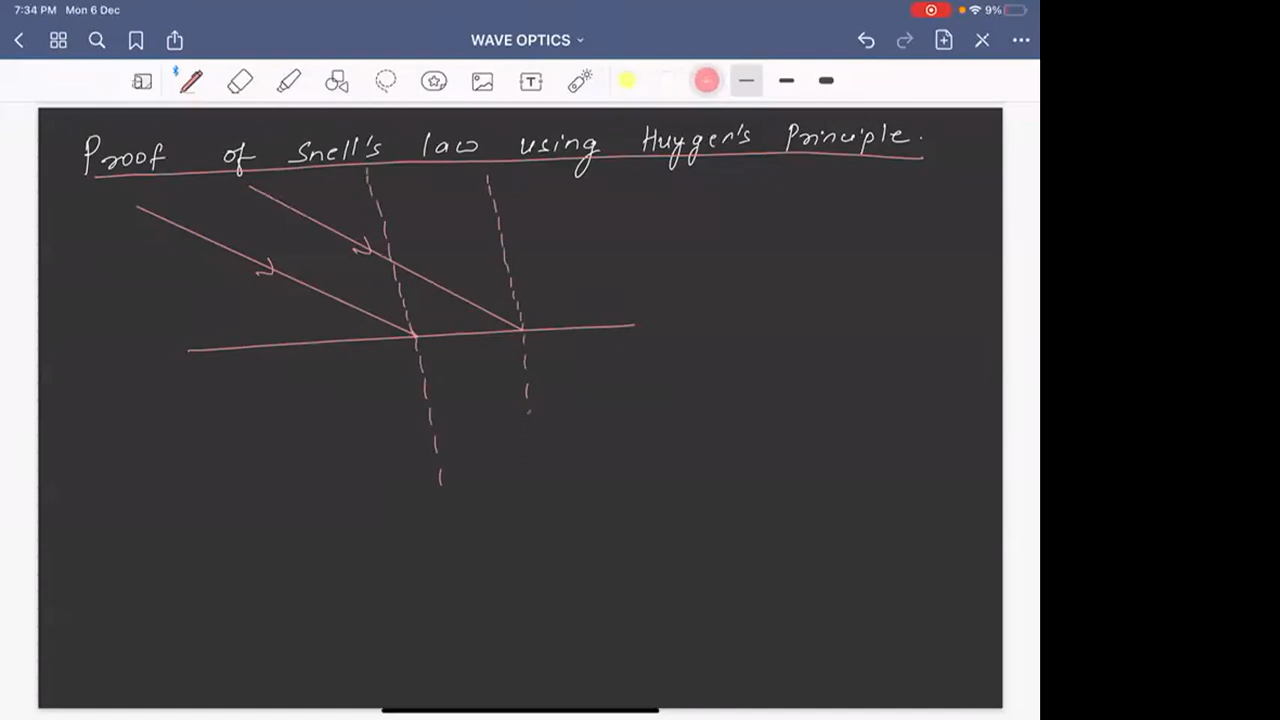 7:34 PM Mon 6 Dec
9%
WAVE OPTICS
T
Proof of Snell's law using Huygen's Principle.